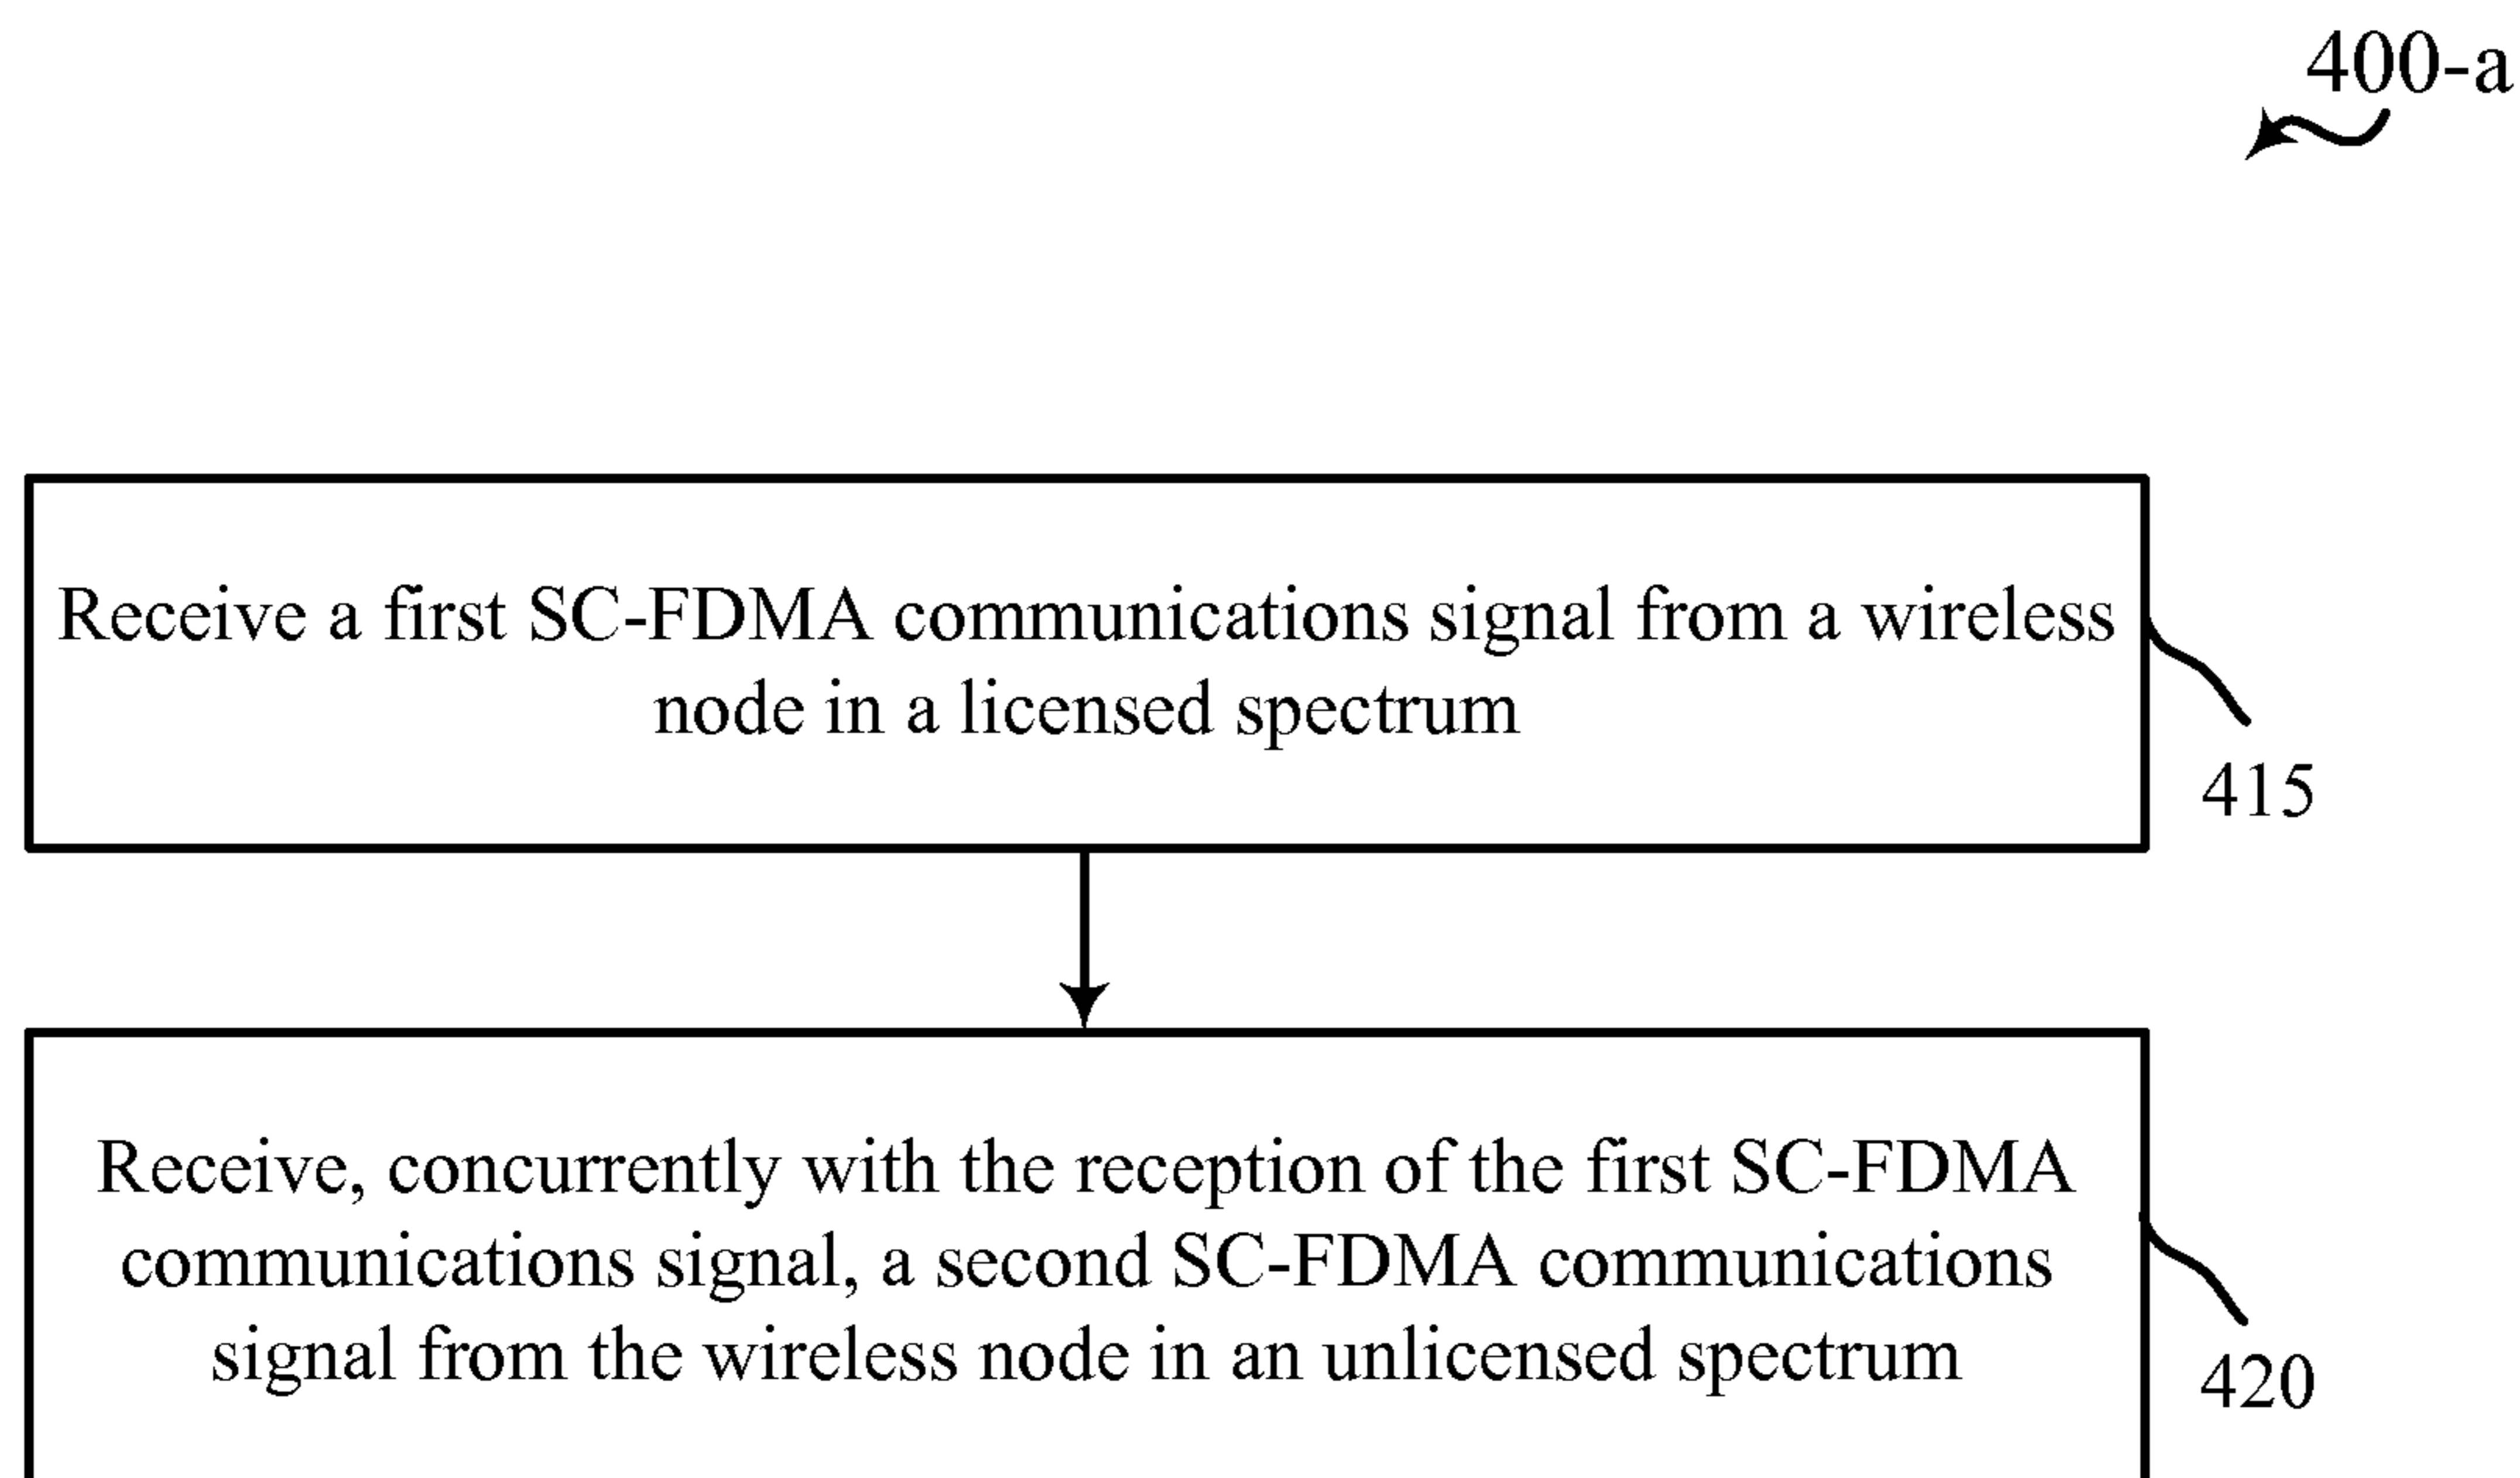 400-a
Receive a first SC-FDMA communications signal from a wireless
node in a licensed spectrum
415
Receive, concurrently with the reception of the first SC-FDMA
communications signal, a second SC-FDMA communications
signal from the wireless node in an unlicensed spectrum
420